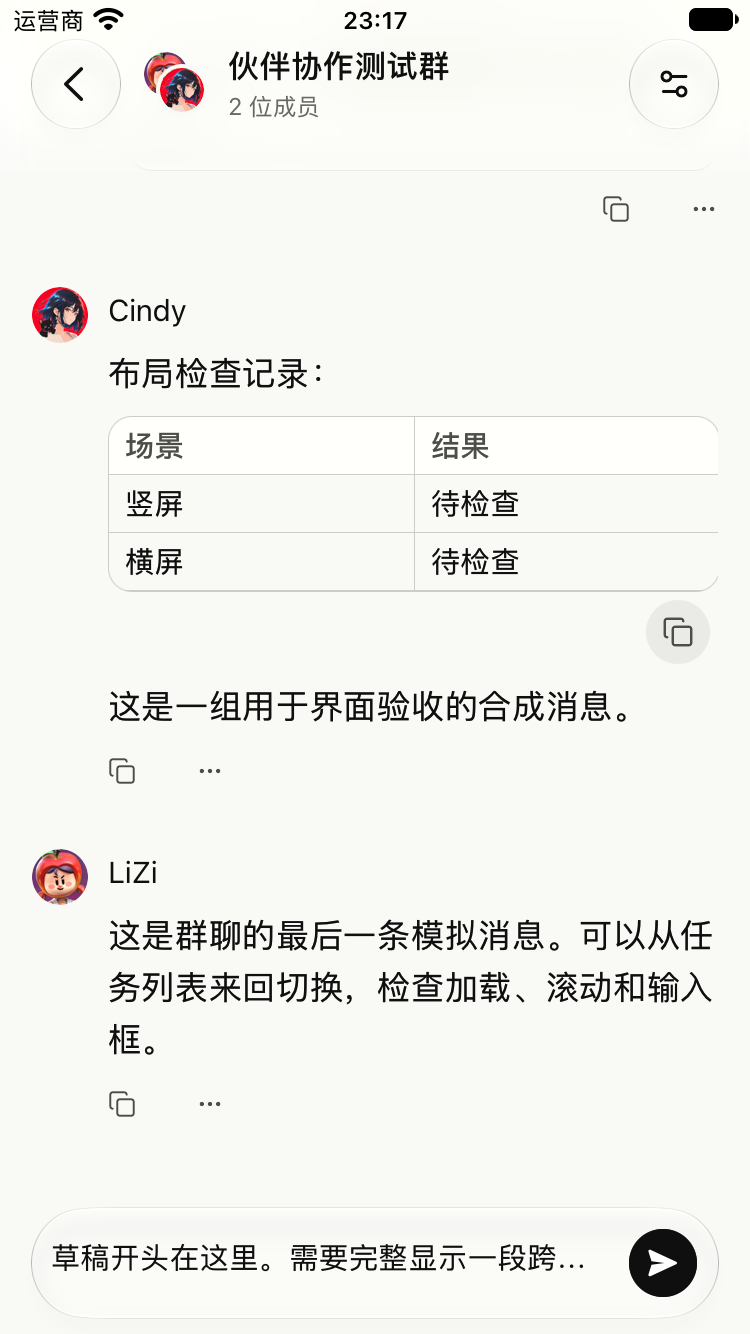 运营商
23:17
伙伴协作测试群
2 位成员
Cindy
布局检查记录：
场景 结果
竖屏 待检查
横屏 待检查
这是一组用于界面验收的合成消息。
LiZi
这是群聊的最后一条模拟消息。可以从任
务列表来回切换，检查加载、滚动和输入
框。
草稿开头在这里。需要完整显示一段跨...